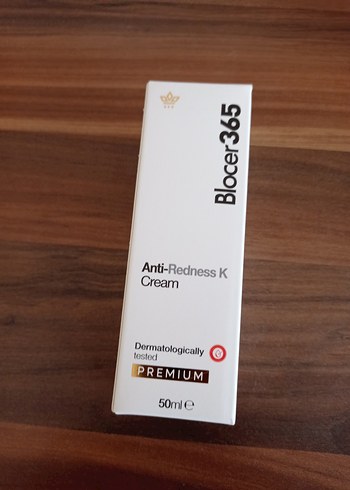 Blocer365
Anti-Redness K
Cream
Dermatologically
tested
PREMIUM
50ml ℮